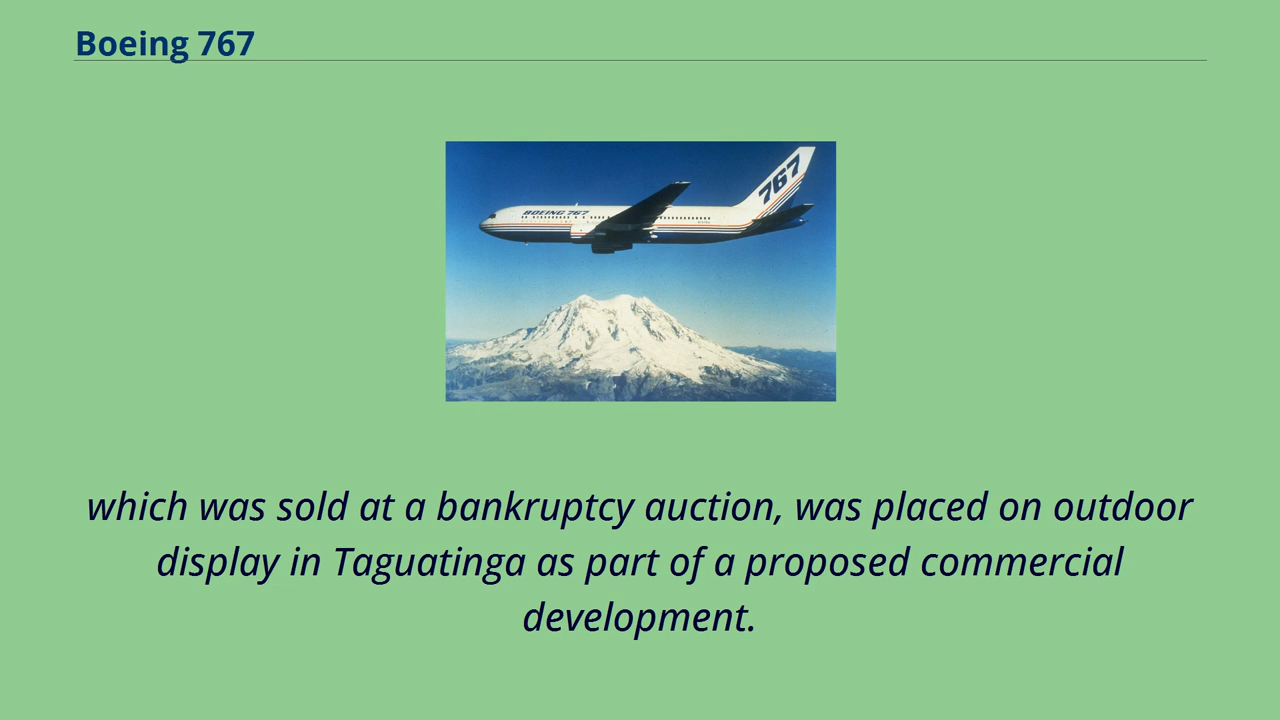 Boeing 767
767
BOEING 767
which was sold at a bankruptcy auction, was placed on outdoor
display in Taguatinga as part of a proposed commercial
development.